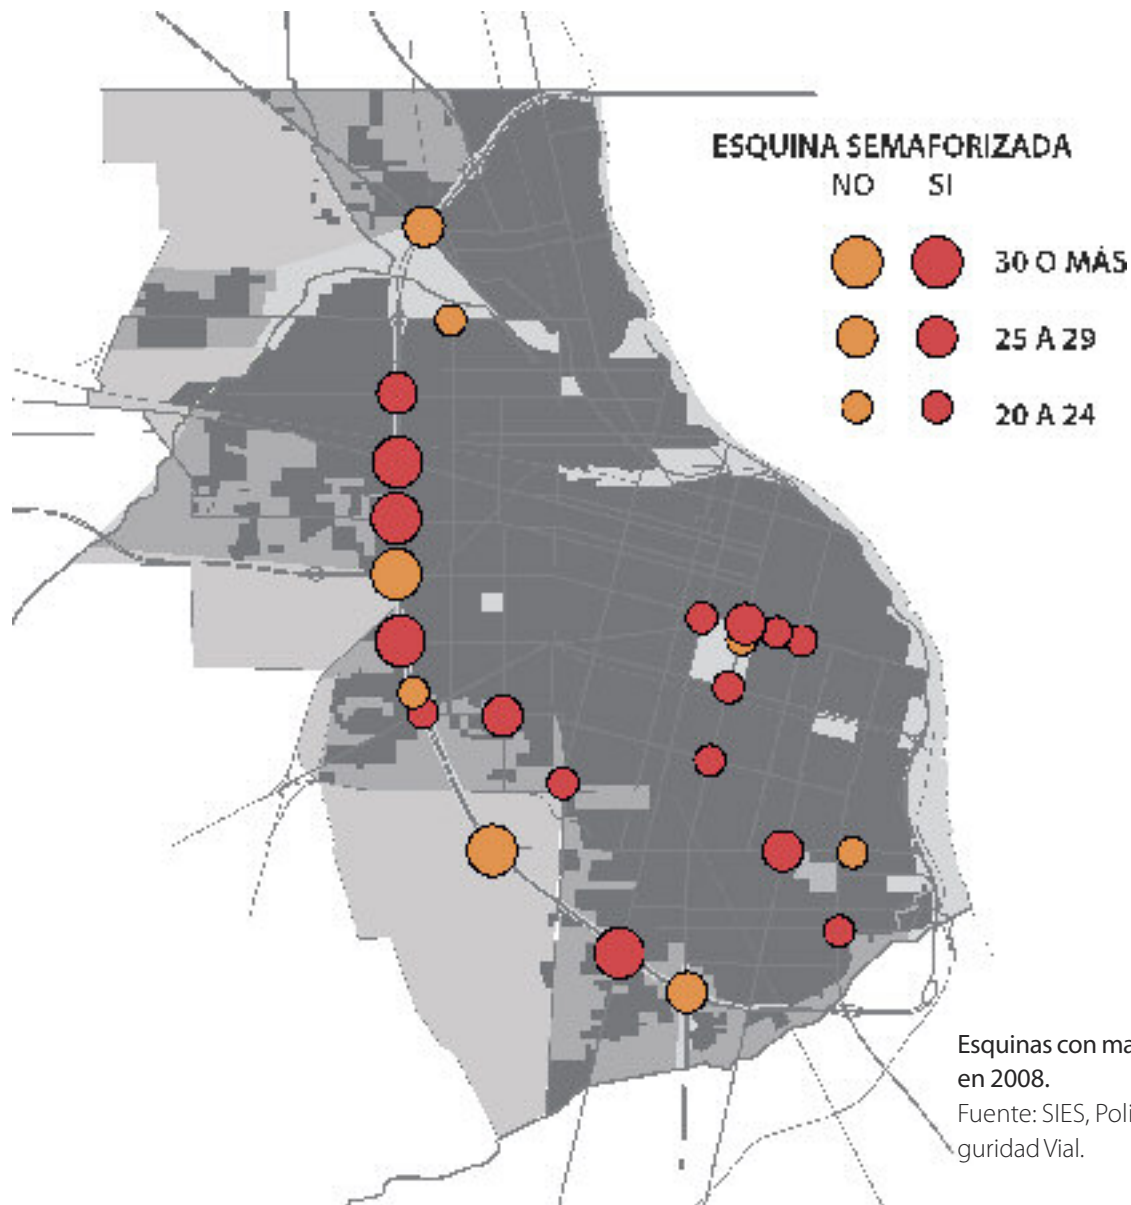 ESQUINA SEMAFORIZADA
NO SI
30 O MÁS
25 A 29
20 A 24
Esquinas con ma
en 2008.
Fuente: SIES, Poli
guridad Vial.